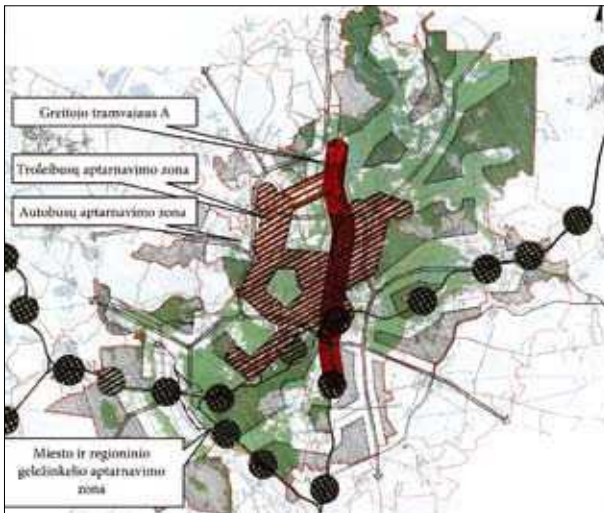 Greitojo tramvajaus A
Troleibusų aptarnavimo zona
Autobusų aptarnavimo zona
Miesto ir regioninio
geležinkelio aptarnavimo
zona